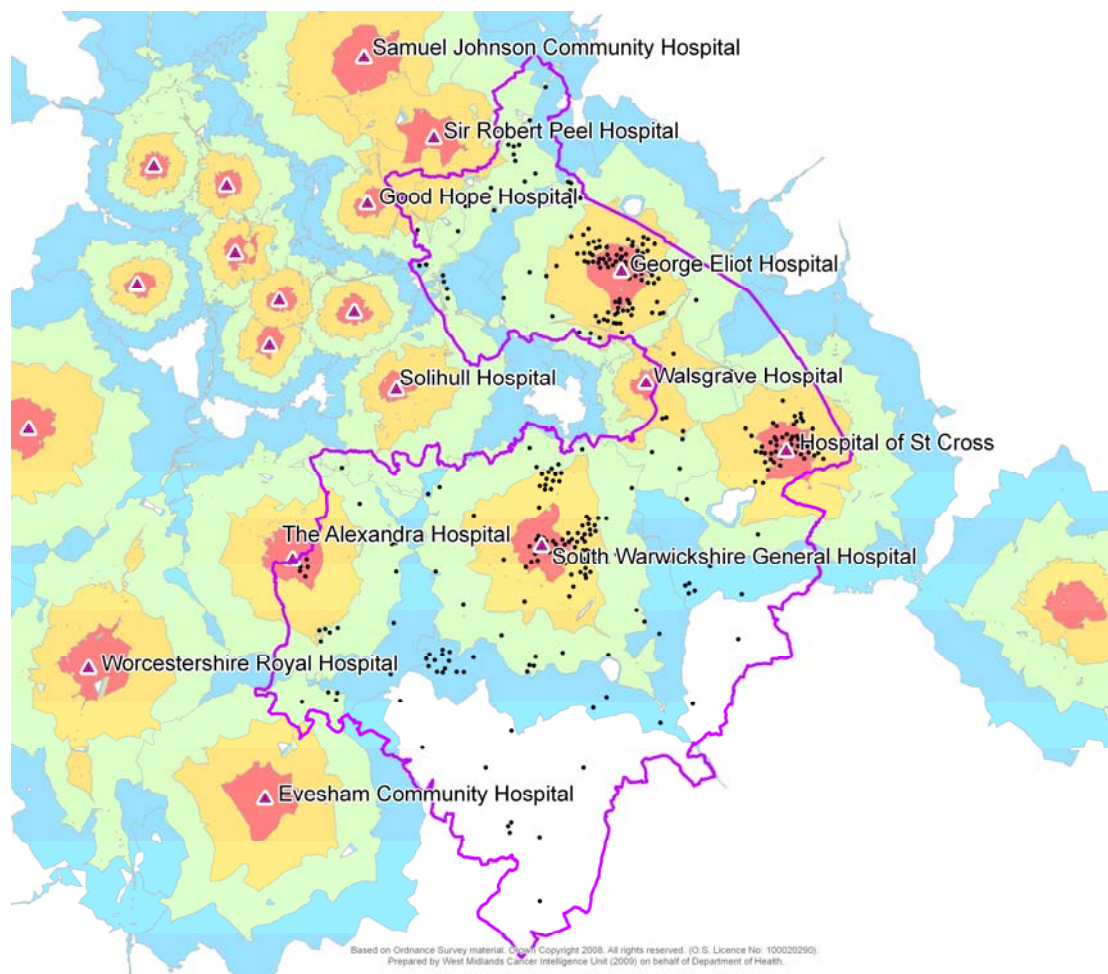 Samuel Johnson Community Hospital
Sir Robert Peel Hospital
Good Hope Hospital
George Eliot Hospital
Solihull Hospital
Walsgrave Hospital
Hospital of St Cross
The Alexandra Hospital
South Warwickshire General Hospital
Worcestershire Royal Hospital
Evesham Community Hospital
Based on Ordnance Survey material. Crown Copyright 2008. All rights reserved. (O.S. Licence No: 100020290).
Prepared by West Midlands Cancer Intelligence Unit (2009) on behalf of Department of Health.